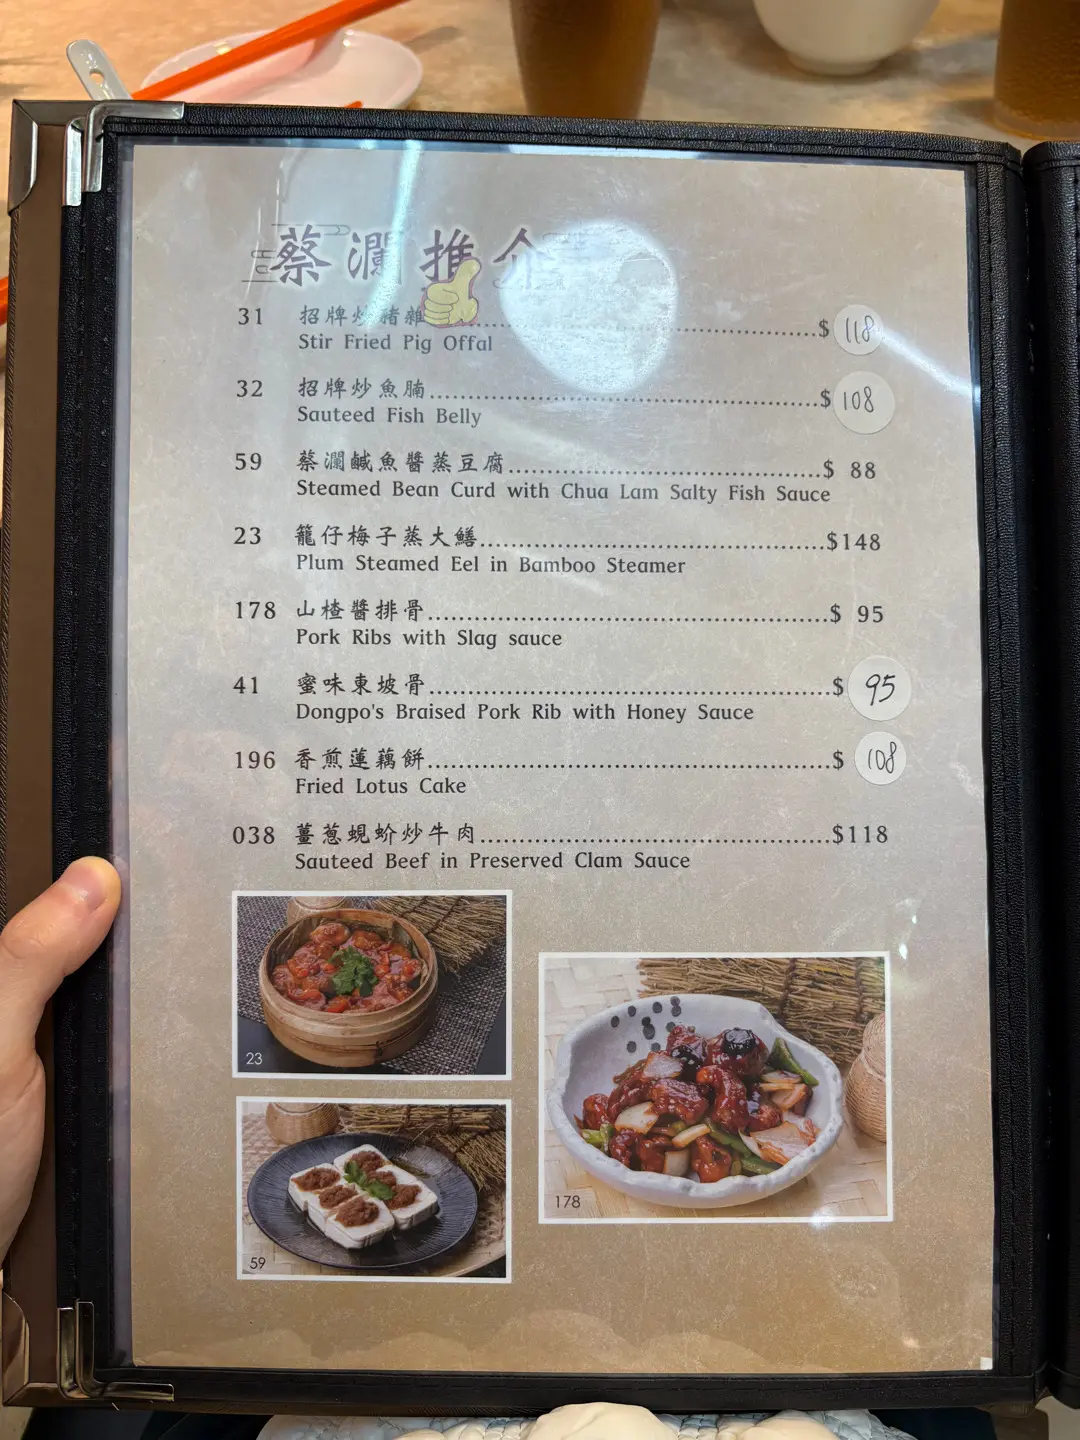 蔡瀾推介
31 招牌炒豬雜........................$ 118
Stir Fried Pig Offal
32 招牌炒魚腩........................$ 108
Sauteed Fish Belly
59 蔡瀾鹹魚醬蒸豆腐........................$ 88
Steamed Bean Curd with Chua Lam Salty Fish Sauce
23 籠仔梅子蒸大鱔........................$148
Plum Steamed Eel in Bamboo Steamer
178 山楂醬排骨........................$ 95
Pork Ribs with Slag sauce
41 蜜味東坡骨........................$ 95
Dongpo's Braised Pork Rib with Honey Sauce
196 香煎蓮藕餅........................$ 108
Fried Lotus Cake
038 薑蔥蜆蚧炒牛肉........................$118
Sauteed Beef in Preserved Clam Sauce
23
178
59